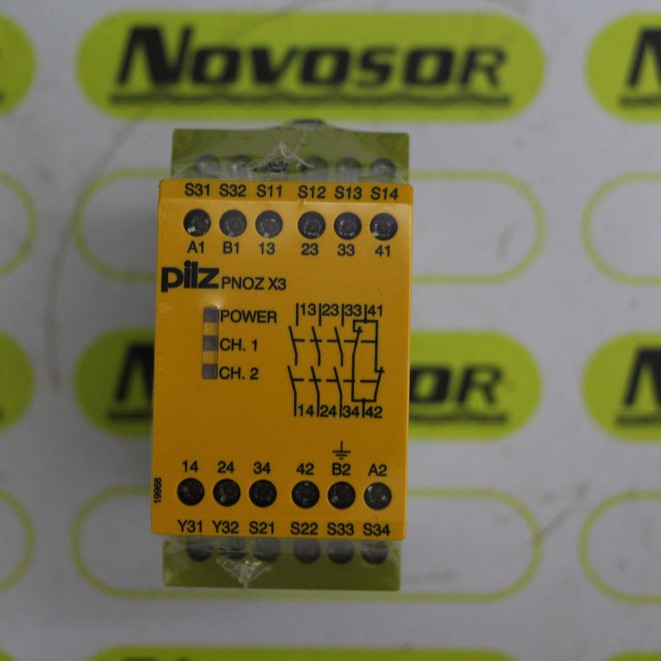 NOVOSOR
S31 S32 S11 S12 S13 S14
A1 B1 13 23 33 41
pilz PNOZ X3
POWER
CH. 1
CH. 2
13 23 33 41
14 24 34 42
14 24 34 42 B2 A2
19968
Y31 Y32 S21 S22 S33 S34